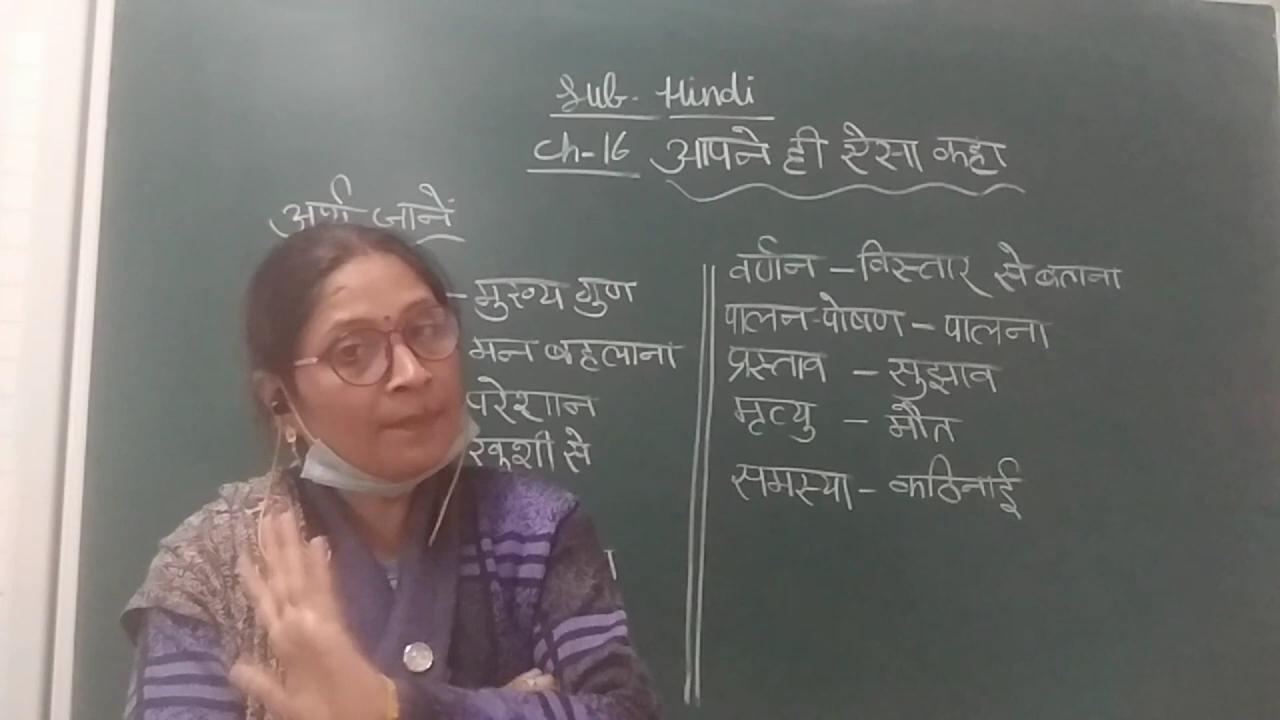 Sub- Hindi
ch-16 आपने ही ऐसा कहा
अर्थ जानें
- मुख्य गुण
मन बहलाना
परेशान
खुशी से
वर्णन - विस्तार से बताना
पालन-पोषण - पालना
प्रस्ताव - सुझाव
मृत्यु - मौत
समस्या - कठिनाई